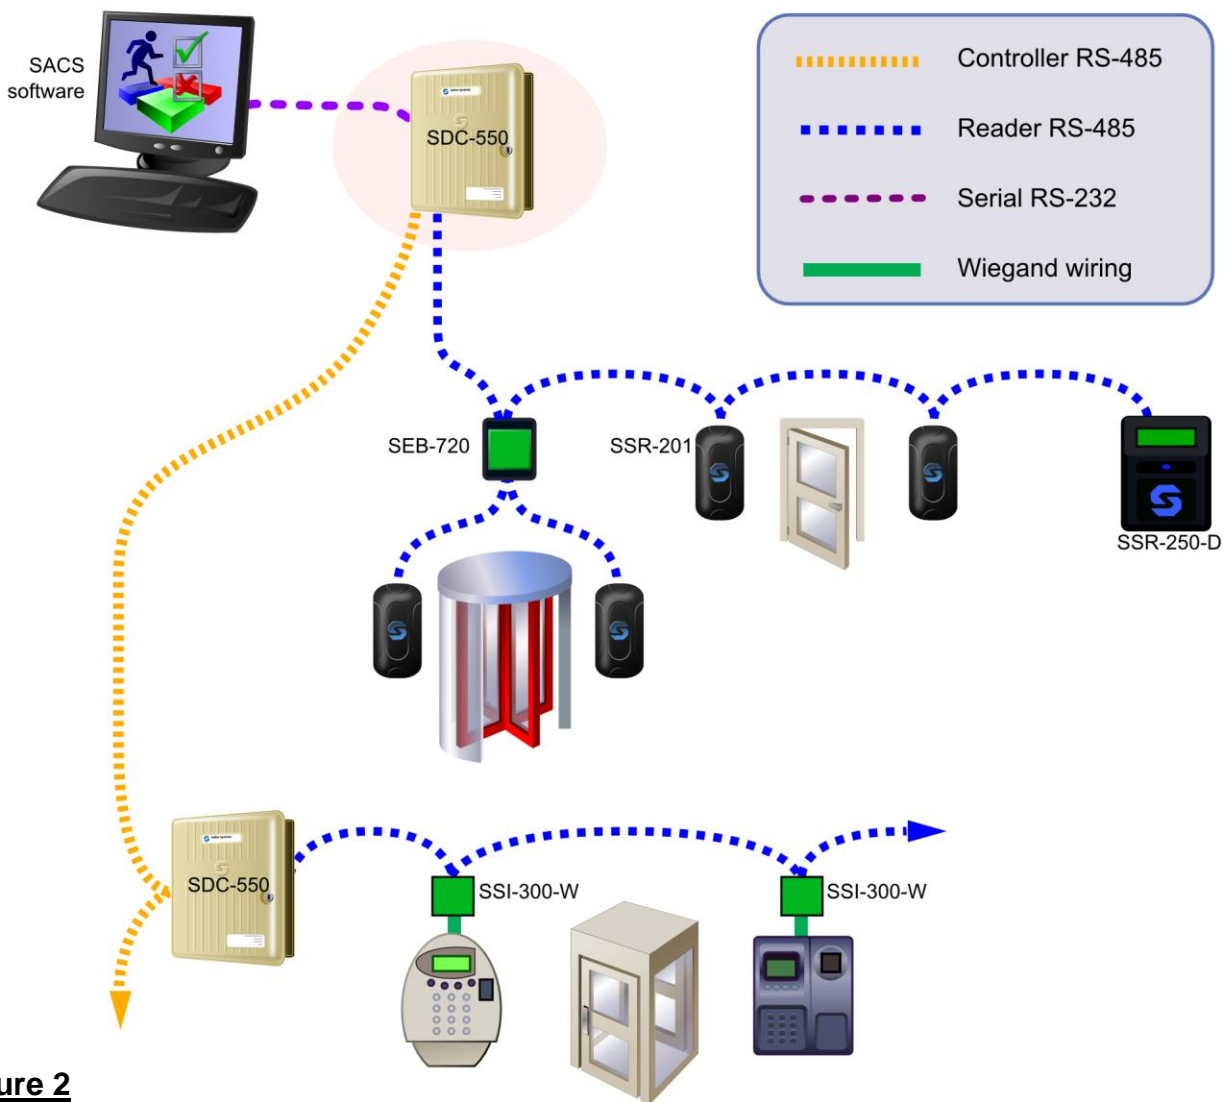 SACS
software
SDC-550
Controller RS-485
Reader RS-485
Serial RS-232
Wiegand wiring
SEB-720
SSR-201
SSR-250-D
SDC-550
SSI-300-W
SSI-300-W
ure 2